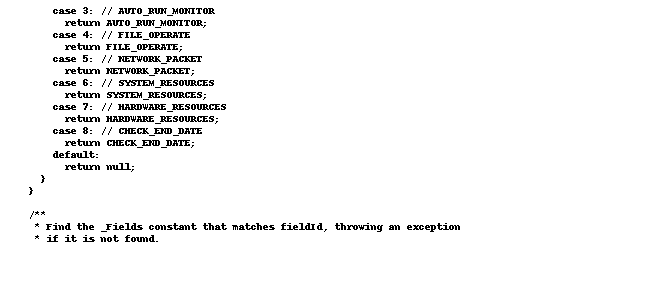 case 3: // AUTO_RUN_MONITOR
return AUTO_RUN_MONITOR;
case 4: // FILE_OPERATE
return FILE_OPERATE;
case 5: // NETWORK_PACKET
return NETWORK_PACKET;
case 6: // SYSTEM_RESOURCES
return SYSTEM_RESOURCES;
case 7: // HARDWARE_RESOURCES
return HARDWARE_RESOURCES;
case 8: // CHECK_END_DATE
return CHECK_END_DATE;
default:
return null;
}
}
/**
* Find the _Fields constant that matches fieldId, throwing an exception
* if it is not found.